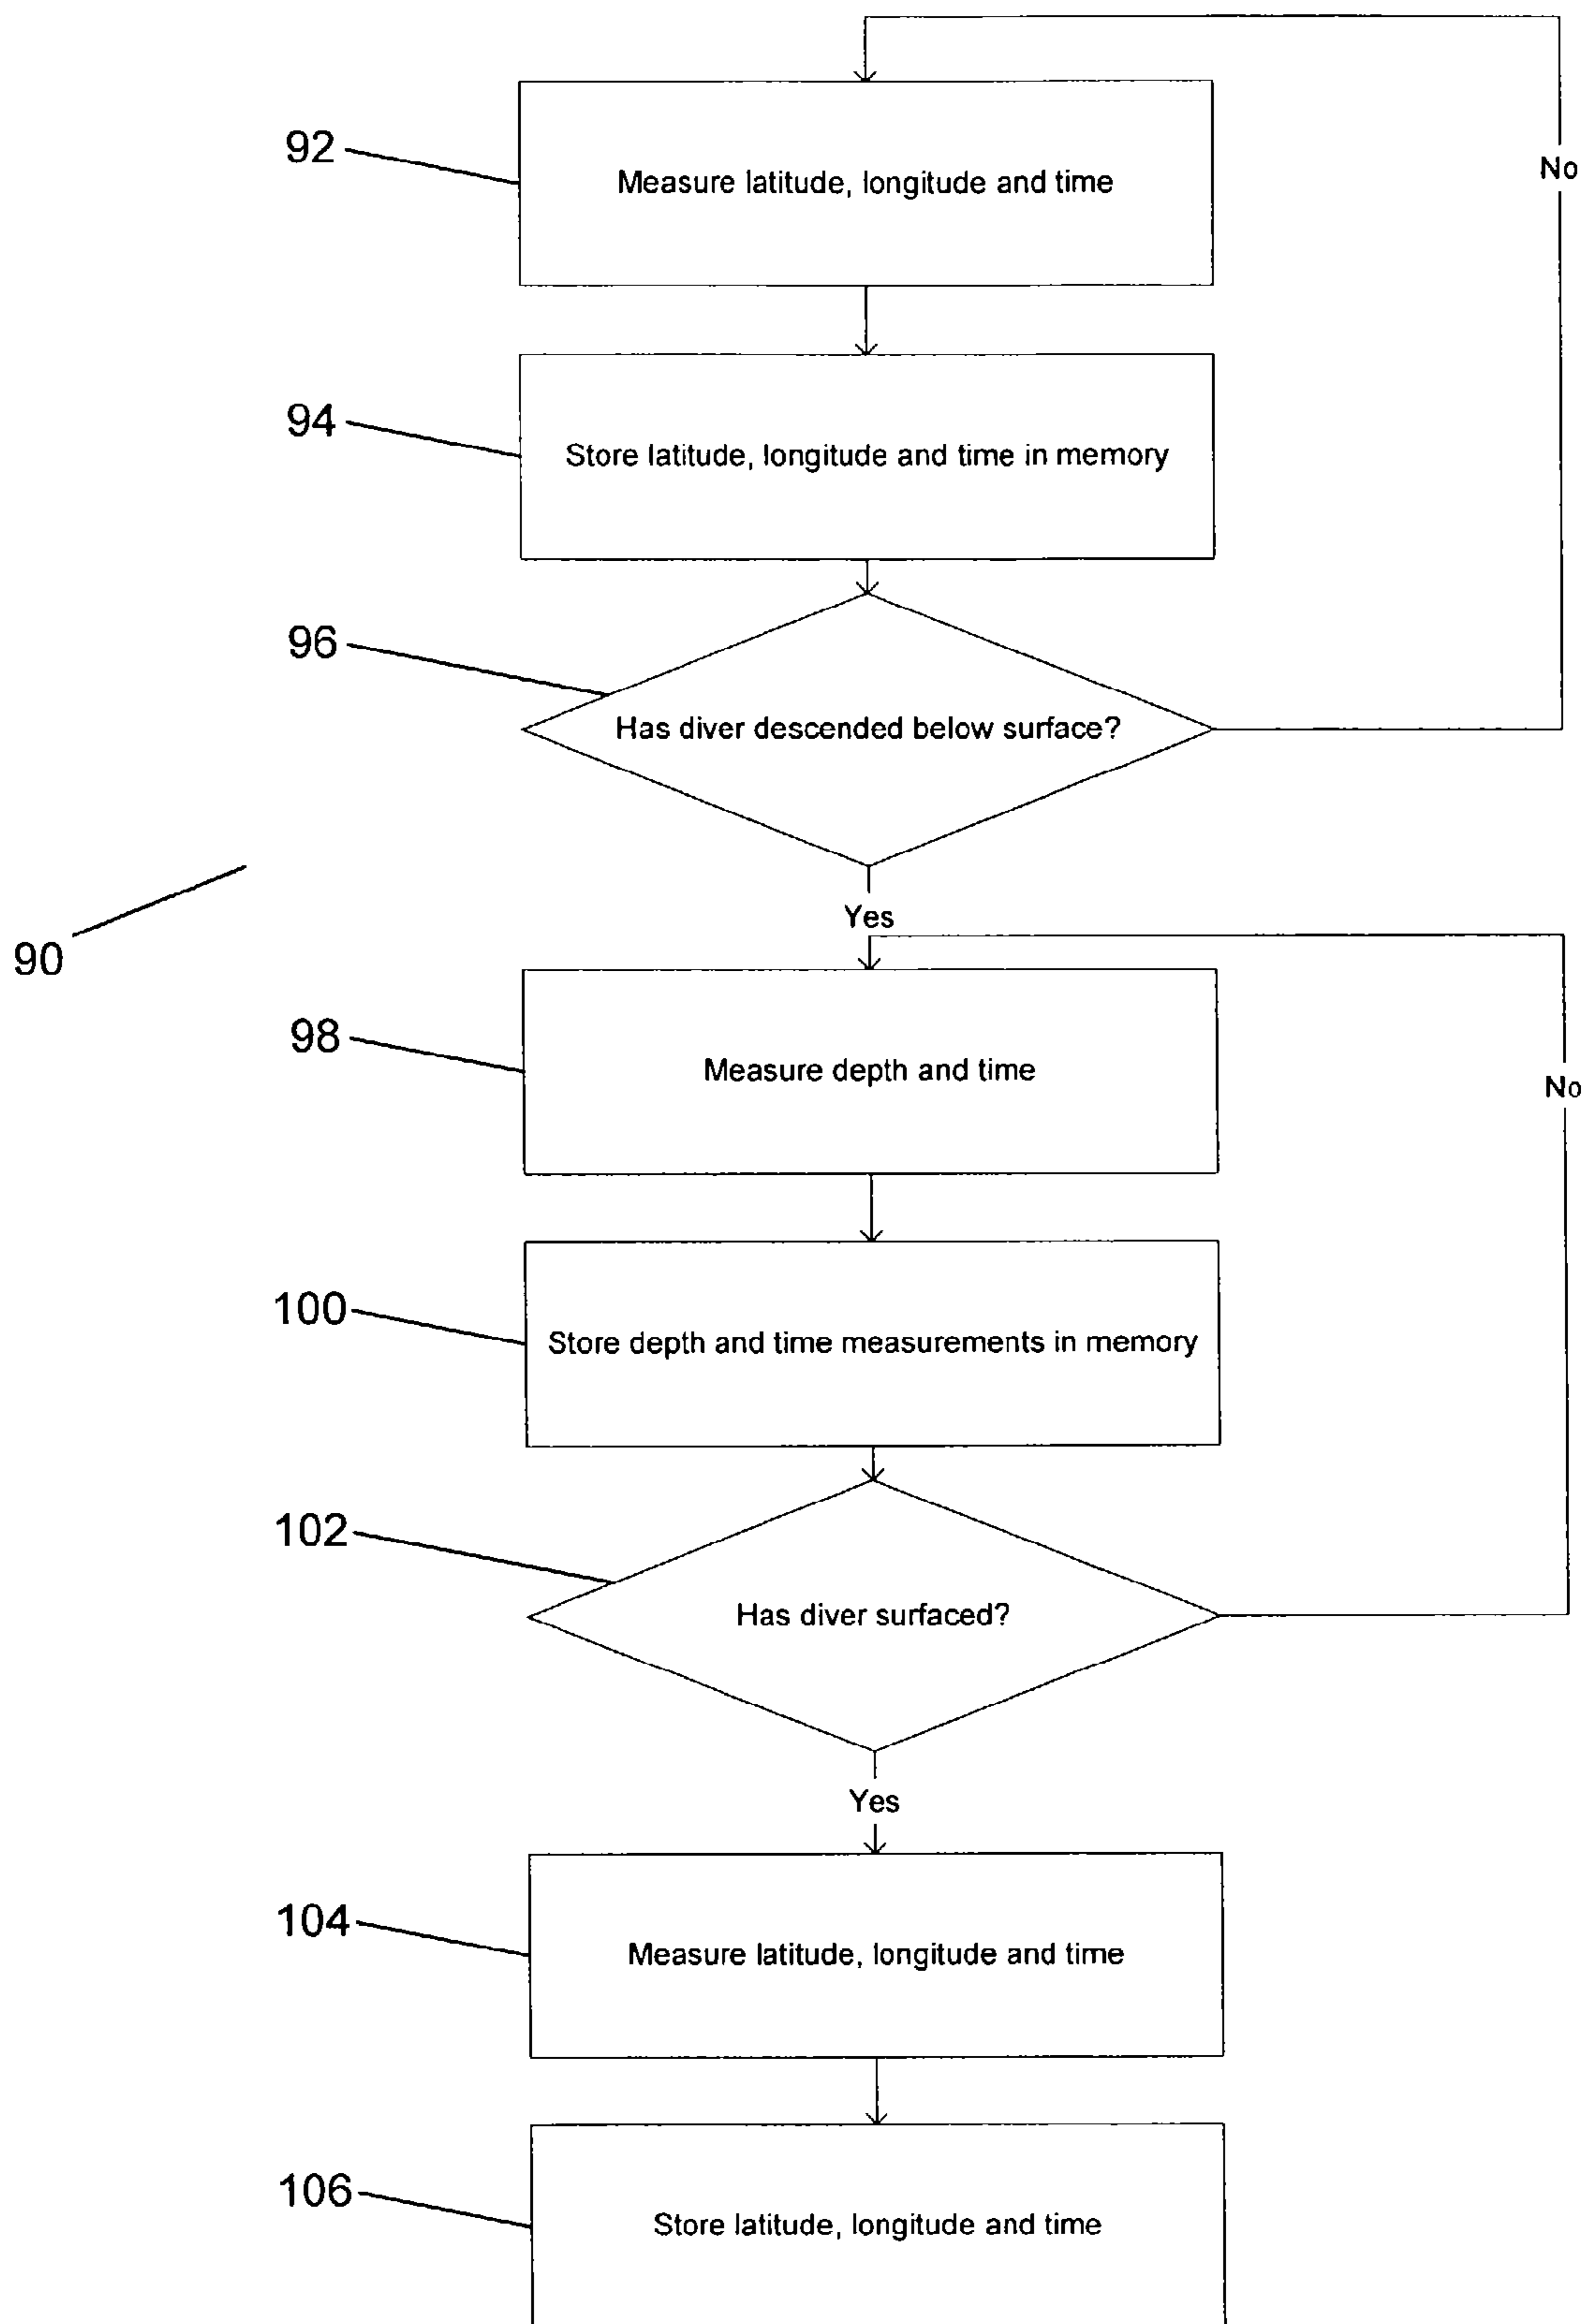 92
Measure latitude, longitude and time
No
94
Store latitude, longitude and time in memory
96
Has diver descended below surface?
Yes
90
98
Measure depth and time
No
100
Store depth and time measurements in memory
102
Has diver surfaced?
Yes
104
Measure latitude, longitude and time
106
Store latitude, longitude and time